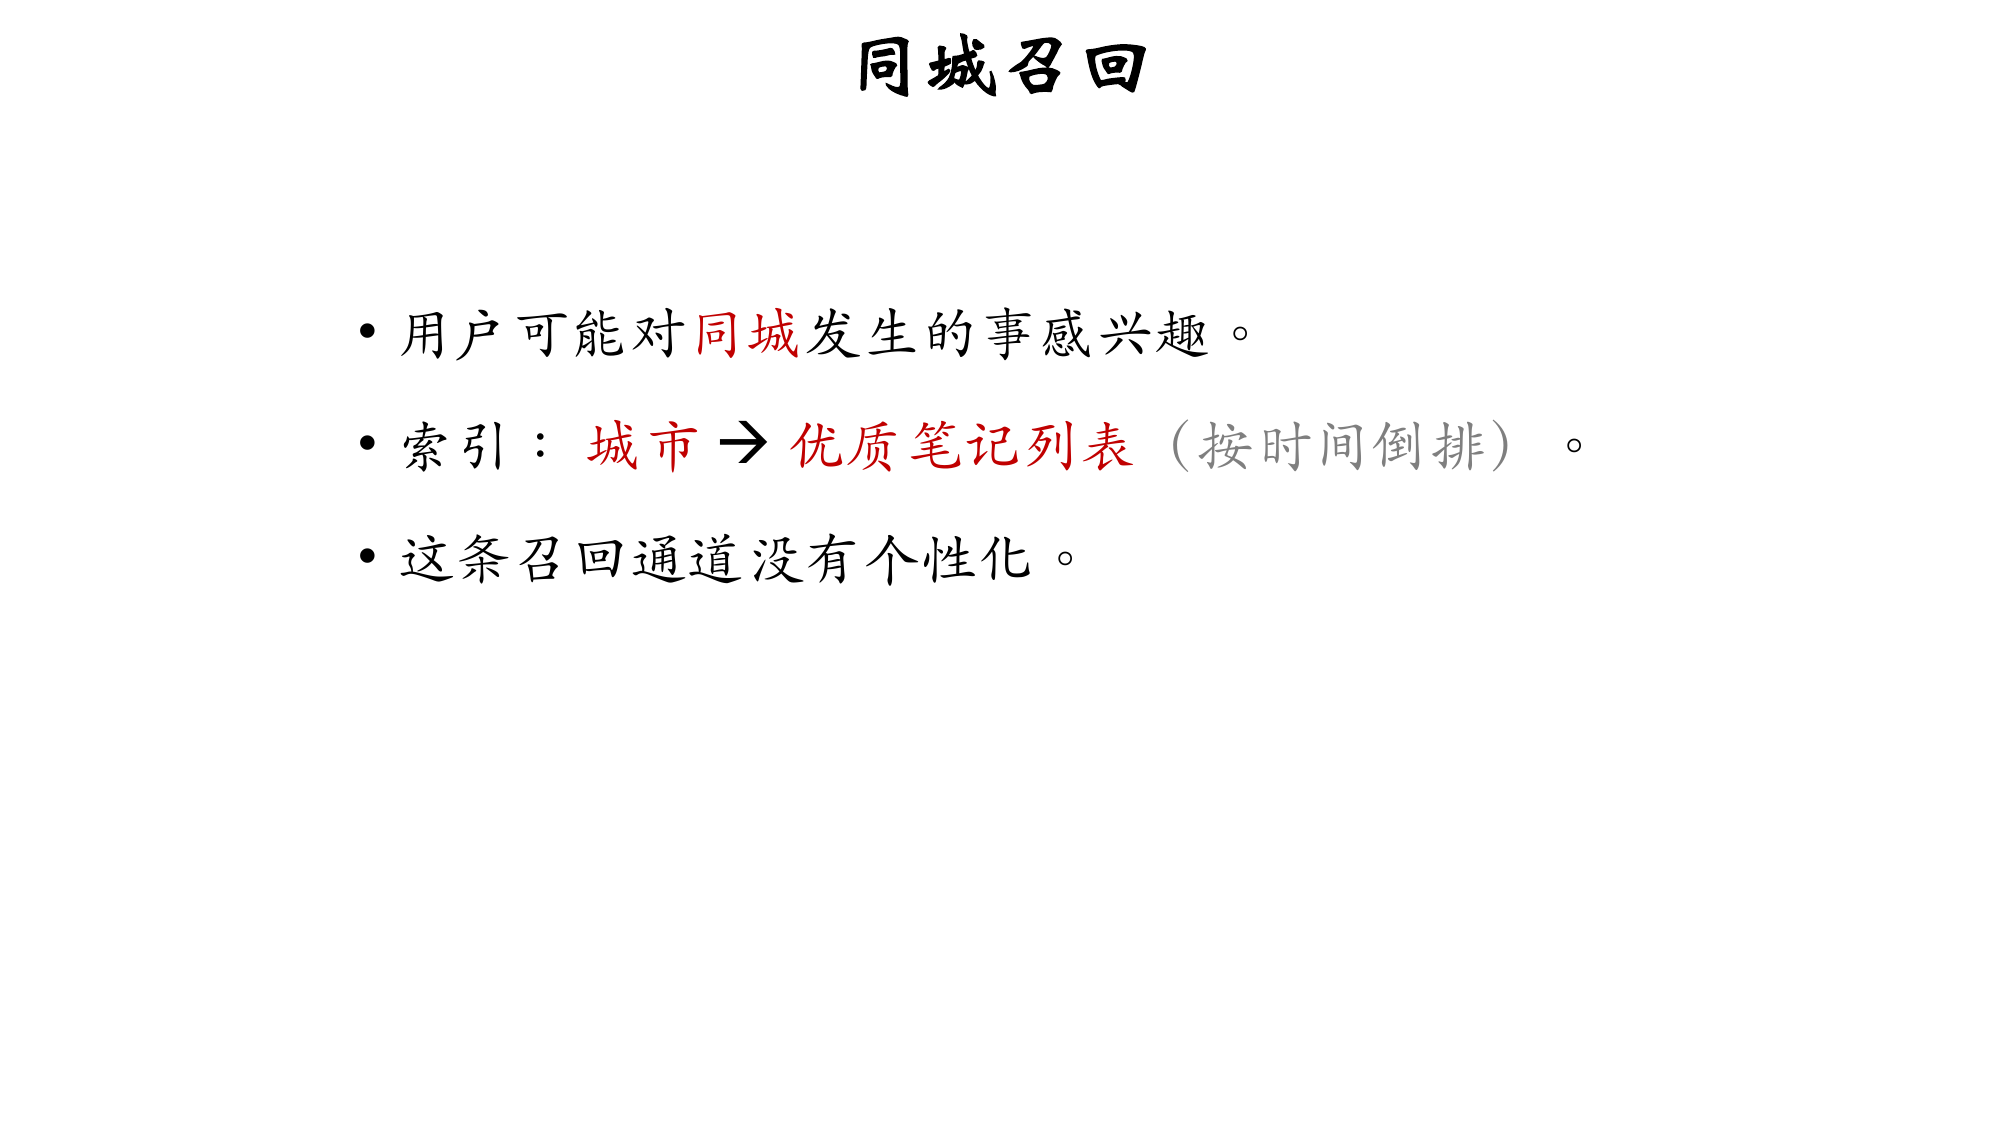 同城召回
• 用户可能对同城发生的事感兴趣。
• 索引：城市 → 优质笔记列表（按时间倒排）。
• 这条召回通道没有个性化。